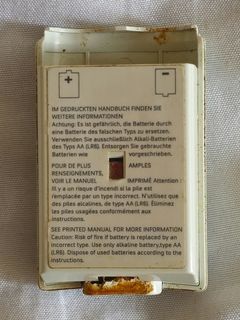 +
-
IM GEDRUCKTEN HANDBUCH FINDEN SIE
WEITERE INFORMATIONEN
Achtung: Es ist gefährlich, die Batterie durch
eine Batterie des falschen Typs zu ersetzen.
Verwenden Sie ausschließlich Alkali-Batterien
des Typs AA (LR6). Entsorgen Sie gebrauchte
Batterien wie vorgeschrieben.
POUR DE PLUS AMPLES
RENSEIGNEMENTS,
VOIR LE MANUEL IMPRIMÉ Attention :
Il y a un risque d'incendi si la pile est
remplacée par un type incorrect. N'utilisez que
des piles alcalines, de type AA (LR6). Éliminez
les piles usagées conformément aux
instructions.
SEE PRINTED MANUAL FOR MORE INFORMATION
Caution: Risk of fire if battery is replaced by an
incorrect type. Use only alkaline battery,type AA
(LR6). Dispose of used batteries according to the
instructions.